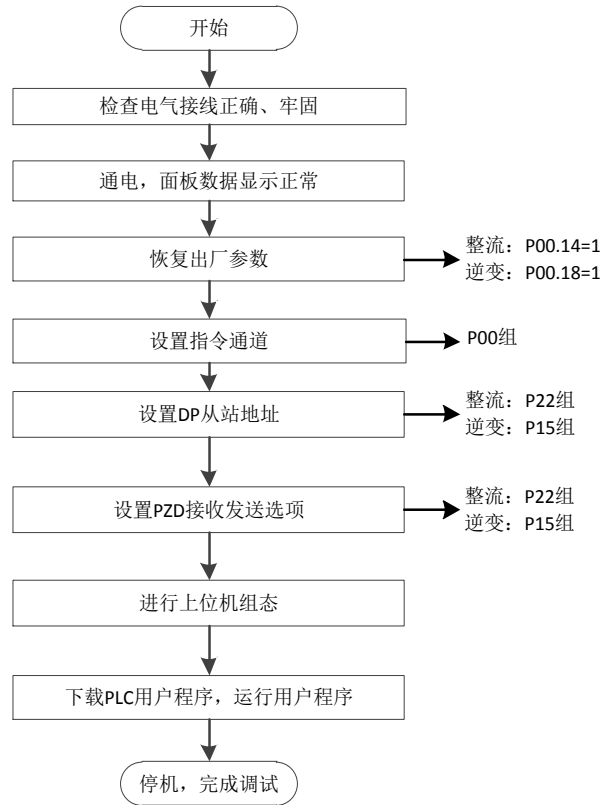 开始
检查电气接线正确、牢固
通电，面板数据显示正常
恢复出厂参数
整流：P00.14=1
逆变：P00.18=1
设置指令通道
P00组
设置DP从站地址
整流：P22组
逆变：P15组
设置PZD接收发送选项
整流：P22组
逆变：P15组
进行上位机组态
下载PLC用户程序，运行用户程序
停机，完成调试